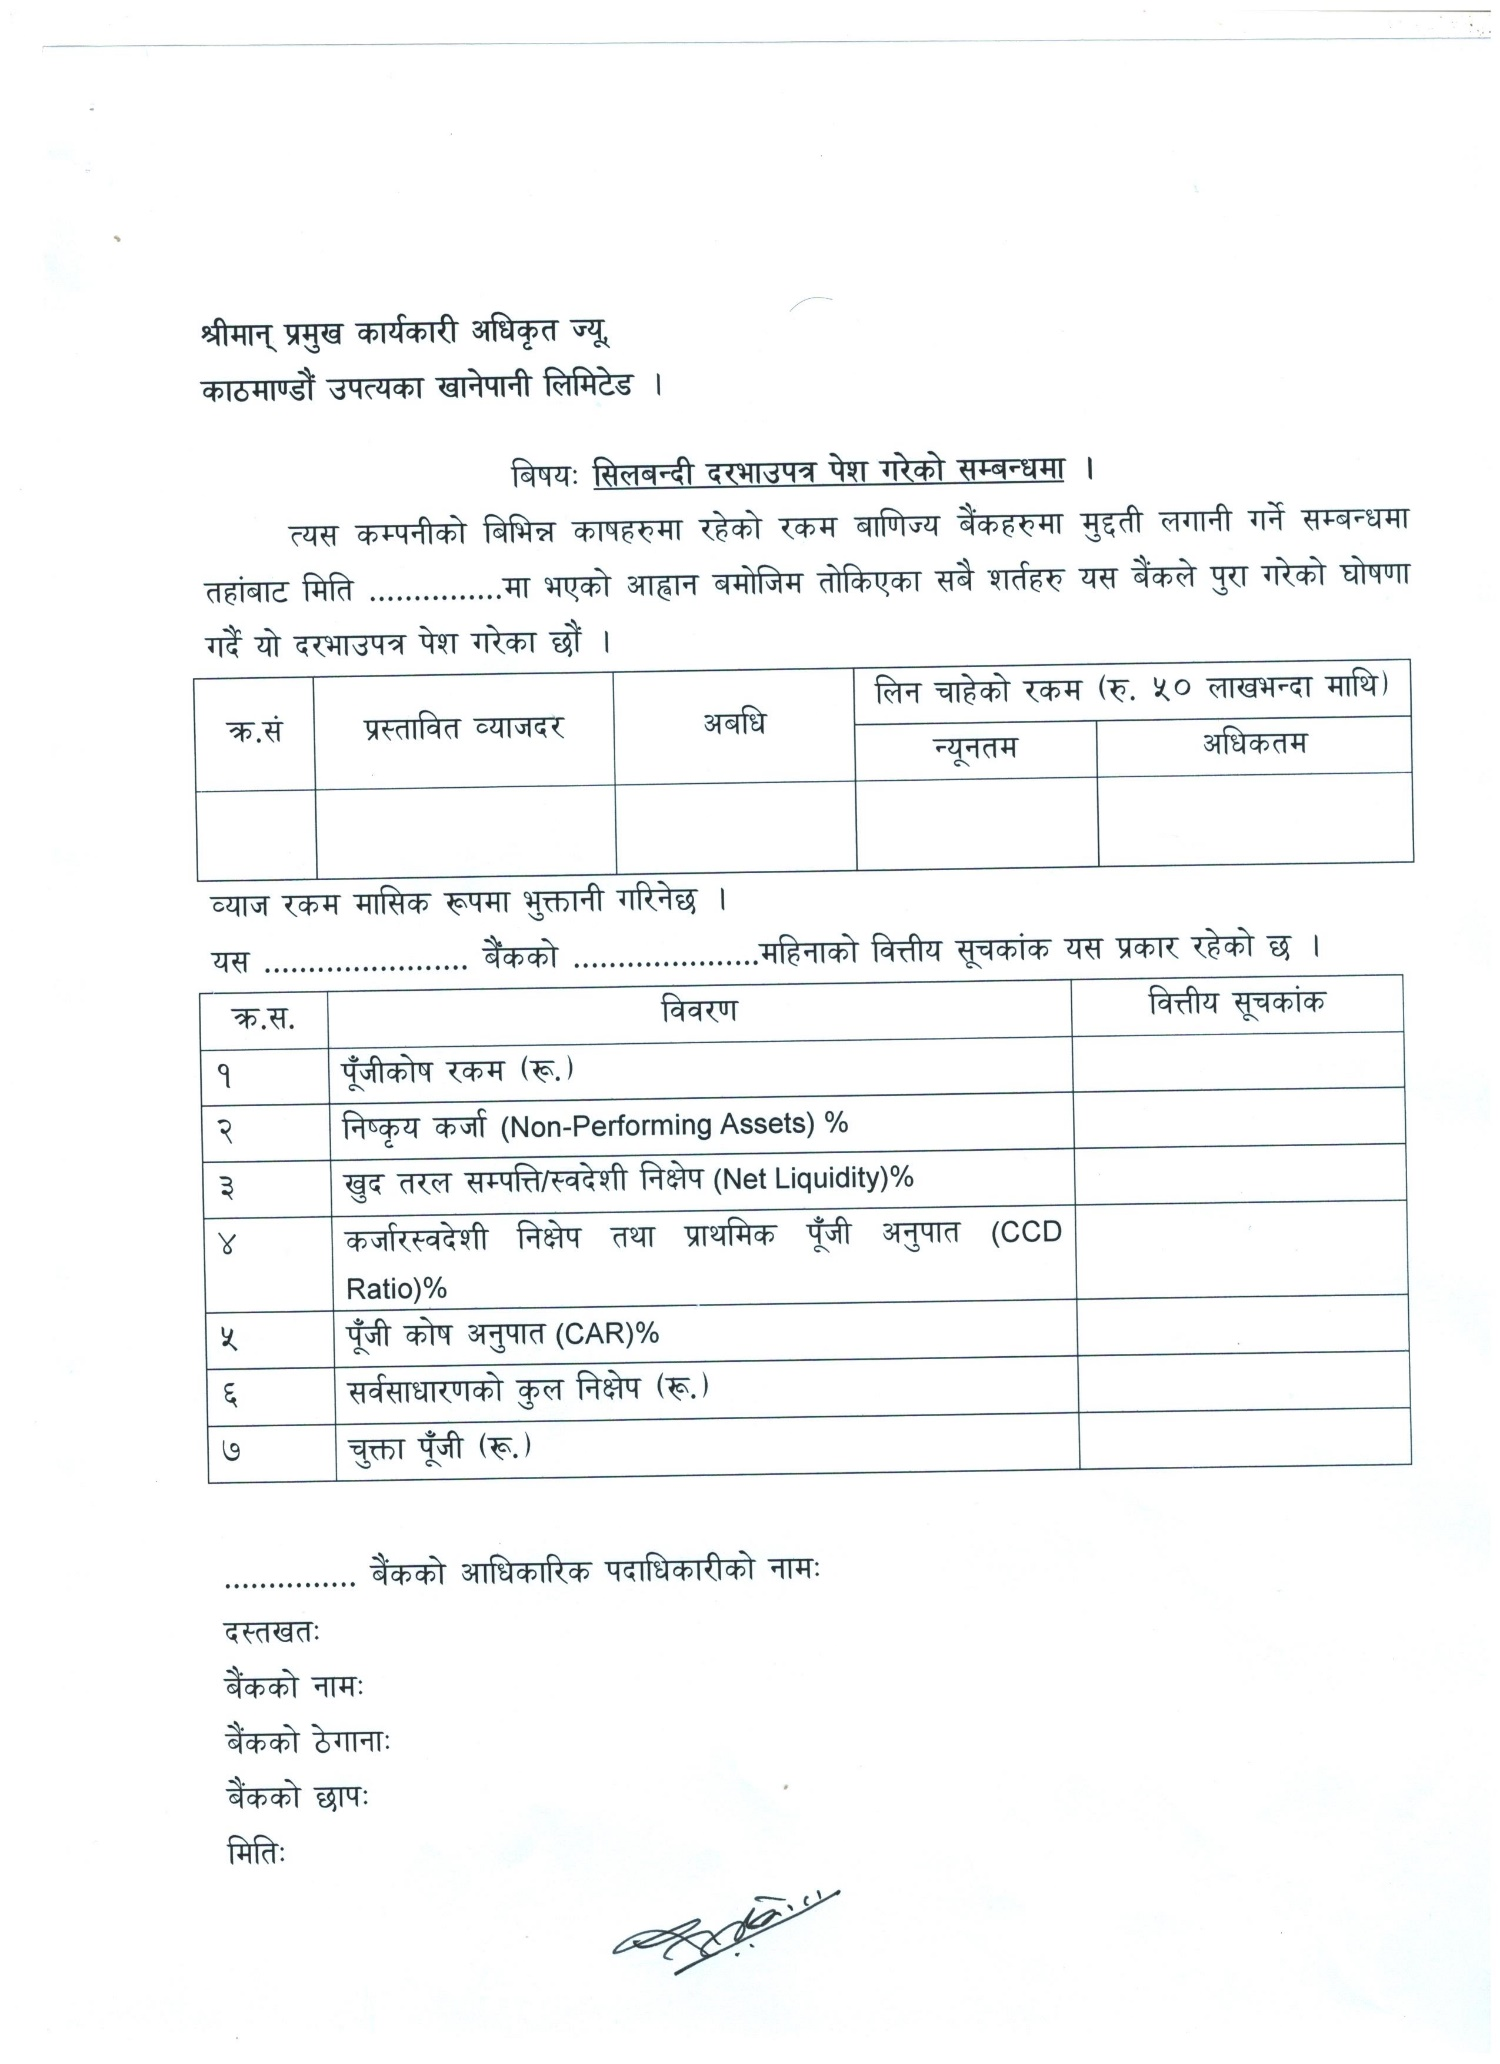 श्रीमान् प्रमुख कार्यकारी अधिकृत ज्यू,
काठमाण्डौं उपत्यका खानेपानी लिमिटेड ।
बिषयः सिलबन्दी दरभाउपत्र पेश गरेको सम्बन्धमा ।
त्यस कम्पनीको बिभिन्न काषहरुमा रहेको रकम बाणिज्य बैंकहरुमा मुद्दती लगानी गर्ने सम्बन्धमा
तहांबाट मिति ...............मा भएको आह्वान बमोजिम तोकिएका सबै शर्तहरु यस बैंकले पुरा गरेको घोषणा
गर्दै यो दरभाउपत्र पेश गरेका छौं ।
क्र.सं प्रस्तावित व्याजदर अबधि लिन चाहेको रकम (रु. ५० लाखभन्दा माथि)
न्यूनतम अधिकतम
व्याज रकम मासिक रूपमा भुक्तानी गरिनेछ ।
यस ....................... बैंकको .....................महिनाको वित्तीय सूचकांक यस प्रकार रहेको छ ।
क्र.स. विवरण वित्तीय सूचकांक
१ पूँजीकोष रकम (रू.)
२ निष्कृय कर्जा (Non-Performing Assets) %
३ खुद तरल सम्पत्ति/स्वदेशी निक्षेप (Net Liquidity)%
४ कर्जारस्वदेशी निक्षेप तथा प्राथमिक पूँजी अनुपात (CCD
Ratio)%
५ पूँजी कोष अनुपात (CAR)%
६ सर्वसाधारणको कुल निक्षेप (रू.)
७ चुक्ता पूँजी (रू.)
............... बैंकको आधिकारिक पदाधिकारीको नामः
दस्तखतः
बैंकको नामः
बैंकको ठेगानाः
बैंकको छापः
मितिः